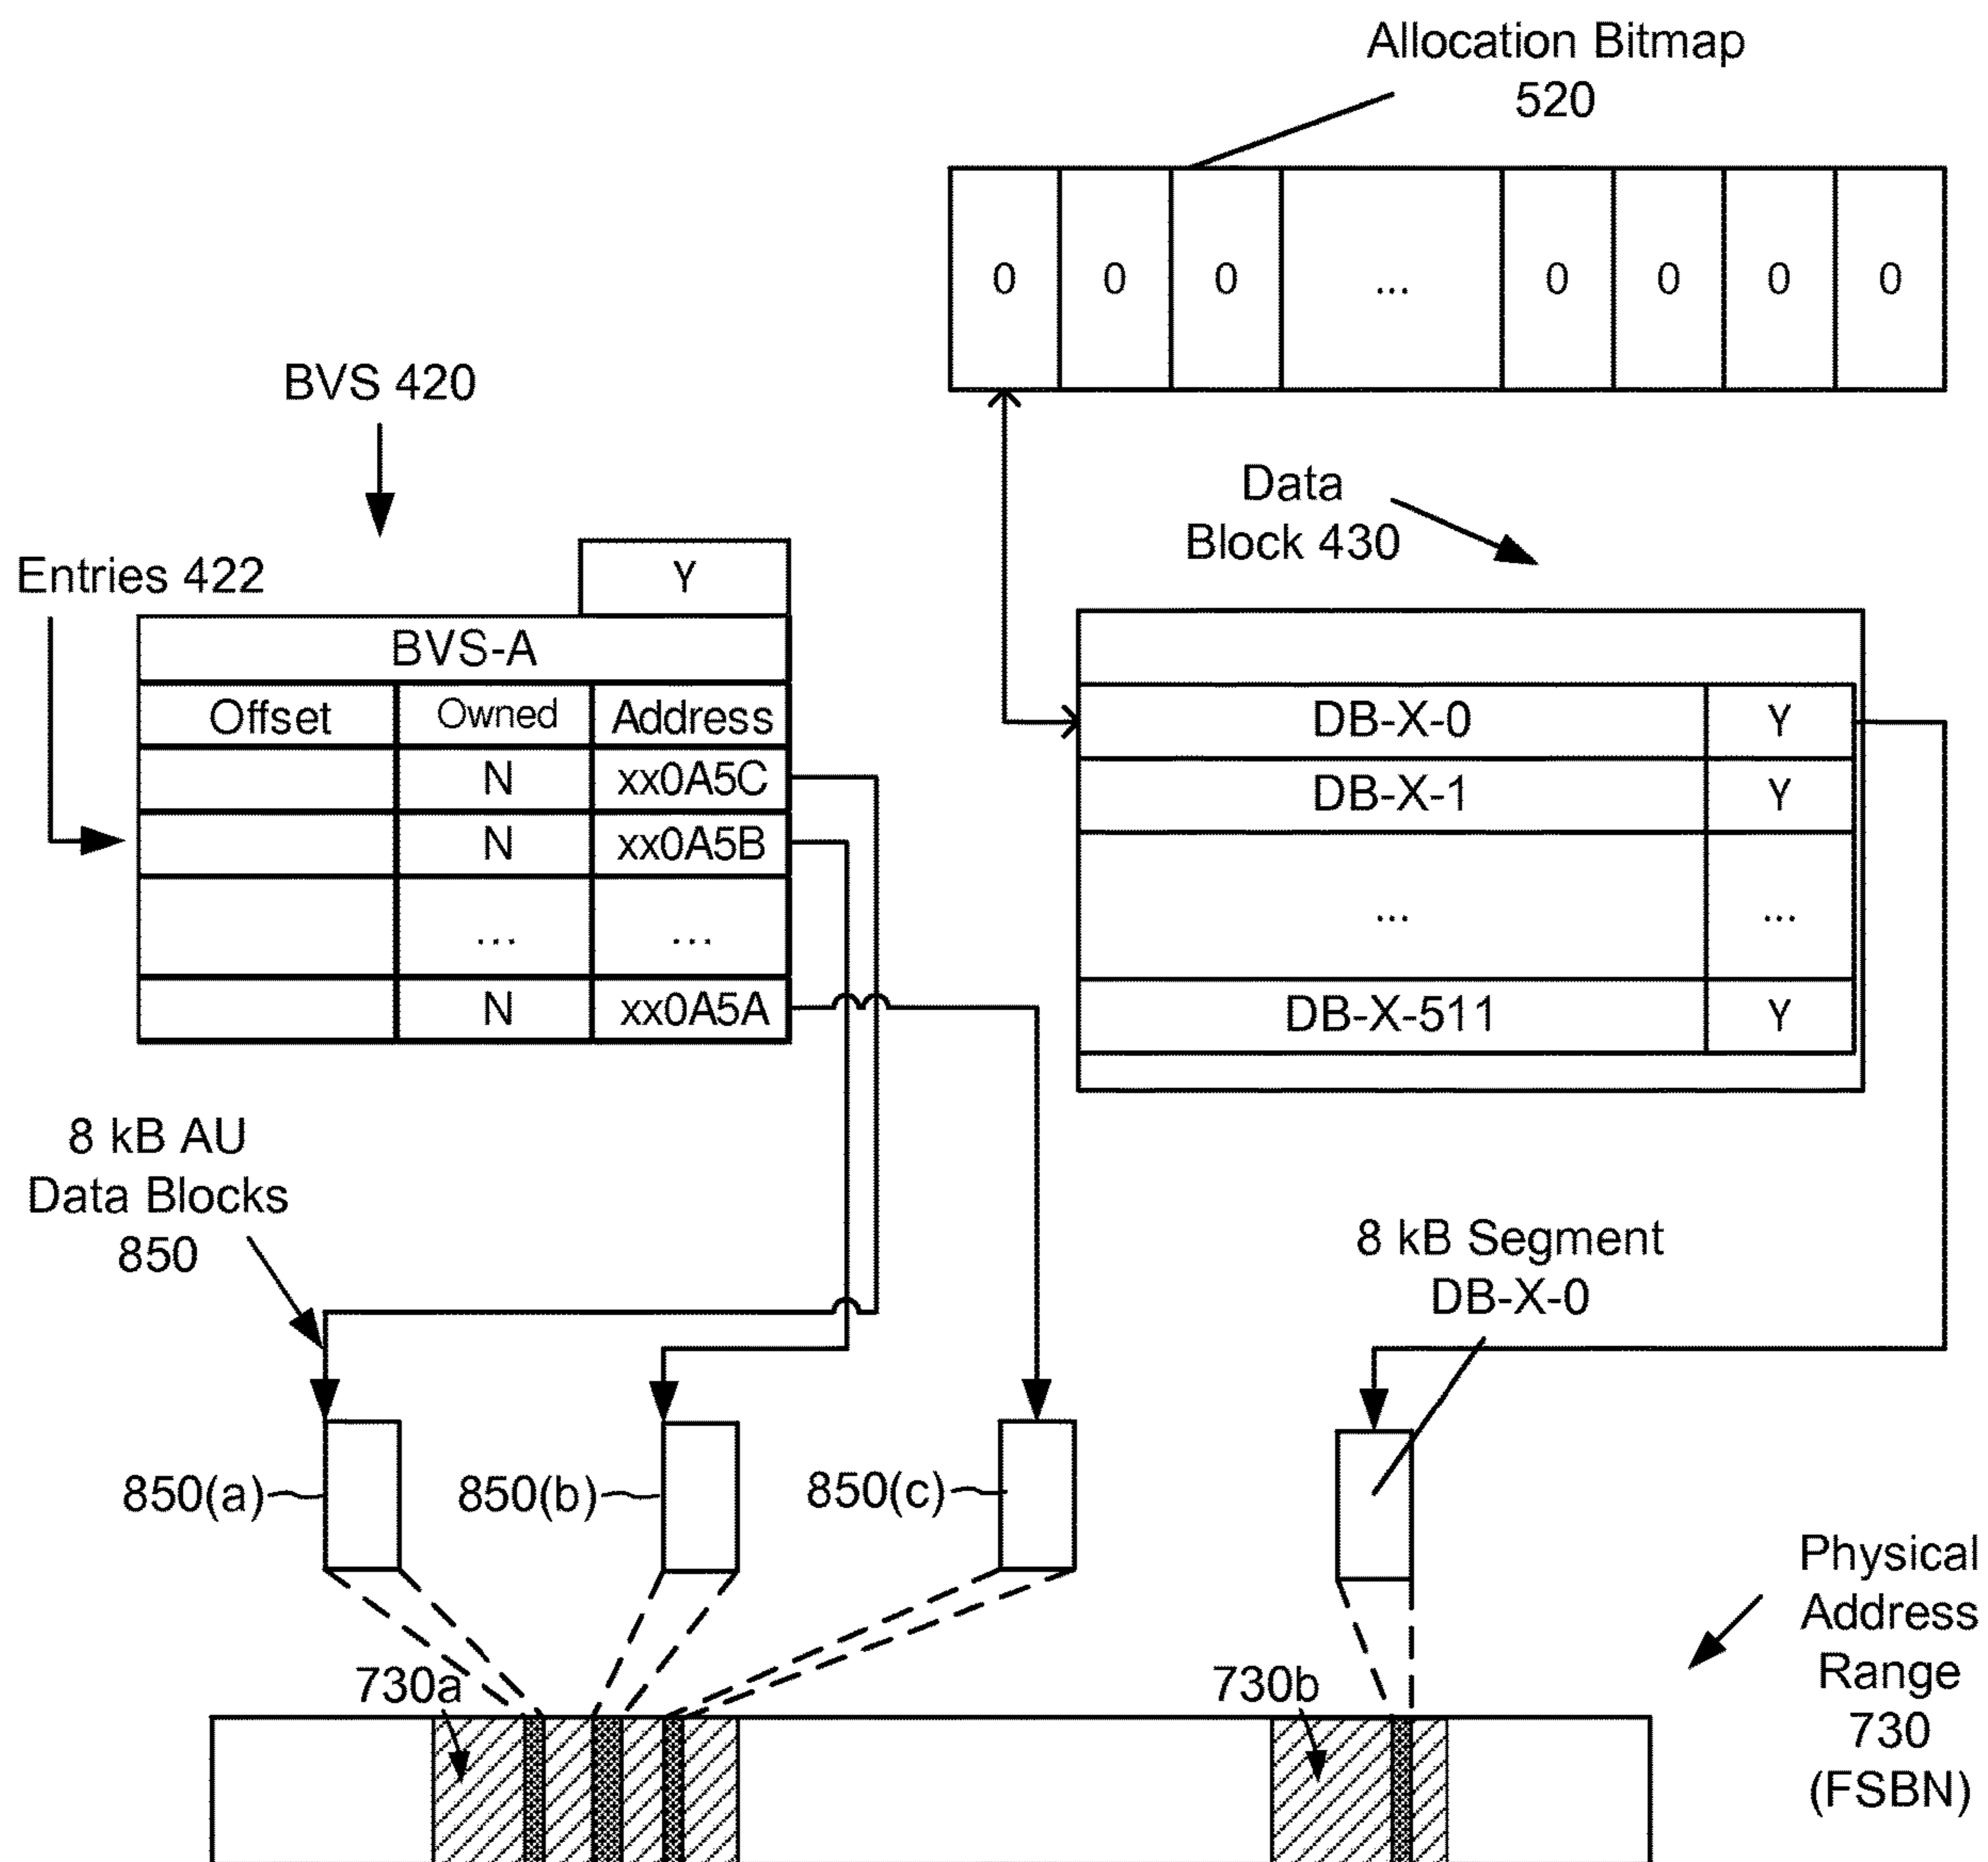 Allocation Bitmap
520
0 0 0 ... 0 0 0 0
BVS 420
Data
Block 430
Entries 422
Y
BVS-A
Offset Owned Address
N xx0A5C
N xx0A5B
... ...
N xx0A5A
DB-X-0 Y
DB-X-1 Y
... ...
DB-X-511 Y
8 kB AU
Data Blocks
850
8 kB Segment
DB-X-0
850(a) 850(b) 850(c)
Physical
Address
Range
730
(FSBN)
730a 730b